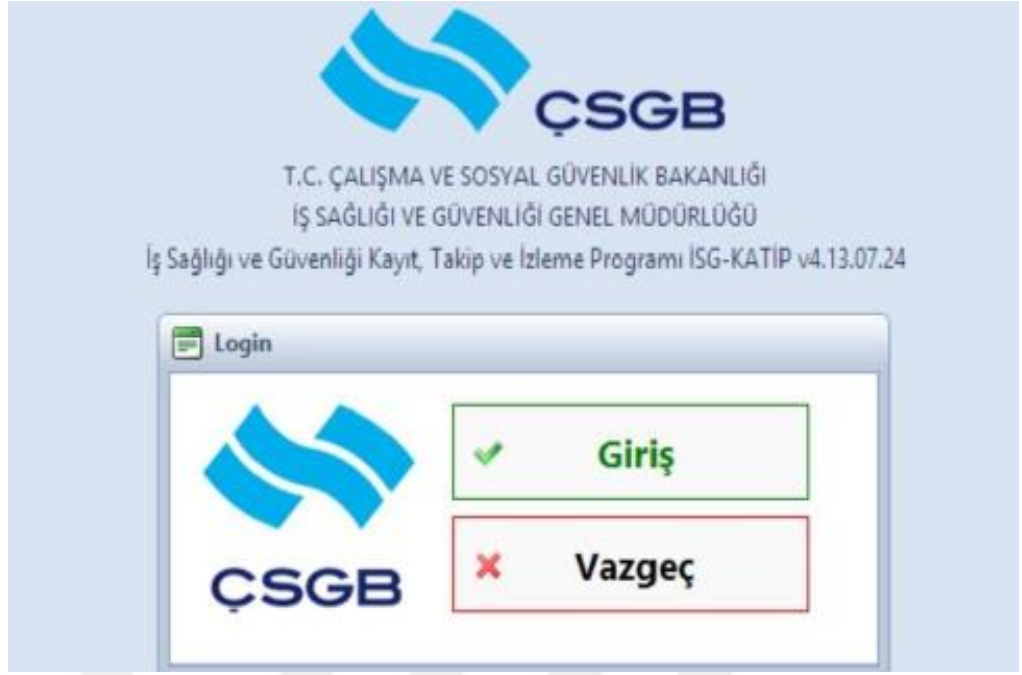 ÇSGB
T.C. ÇALIŞMA VE SOSYAL GÜVENLİK BAKANLIĞI
İŞ SAĞLIĞI VE GÜVENLİĞİ GENEL MÜDÜRLÜĞÜ
İş Sağlığı ve Güvenliği Kayıt, Takip ve İzleme Programı İSG-KATİP v4.13.07.24
Login
Giriş
Vazgeç
ÇSGB